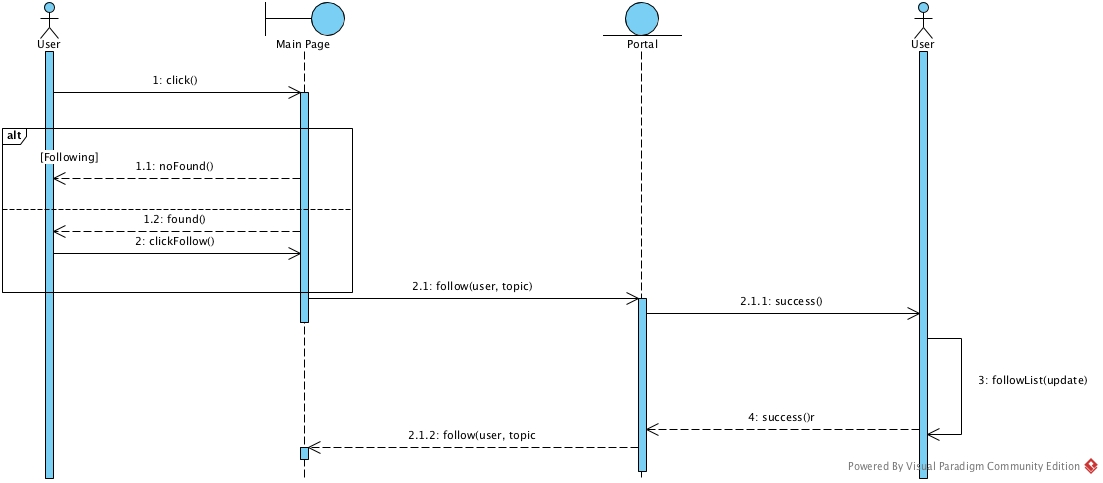 User
Main Page
Portal
User
1: click()
alt
[Following]
1.1: noFound()
1.2: found()
2: clickFollow()
2.1: follow(user, topic)
2.1.1: success()
3: followList(update)
4: success()r
2.1.2: follow(user, topic
Powered By Visual Paradigm Community Edition